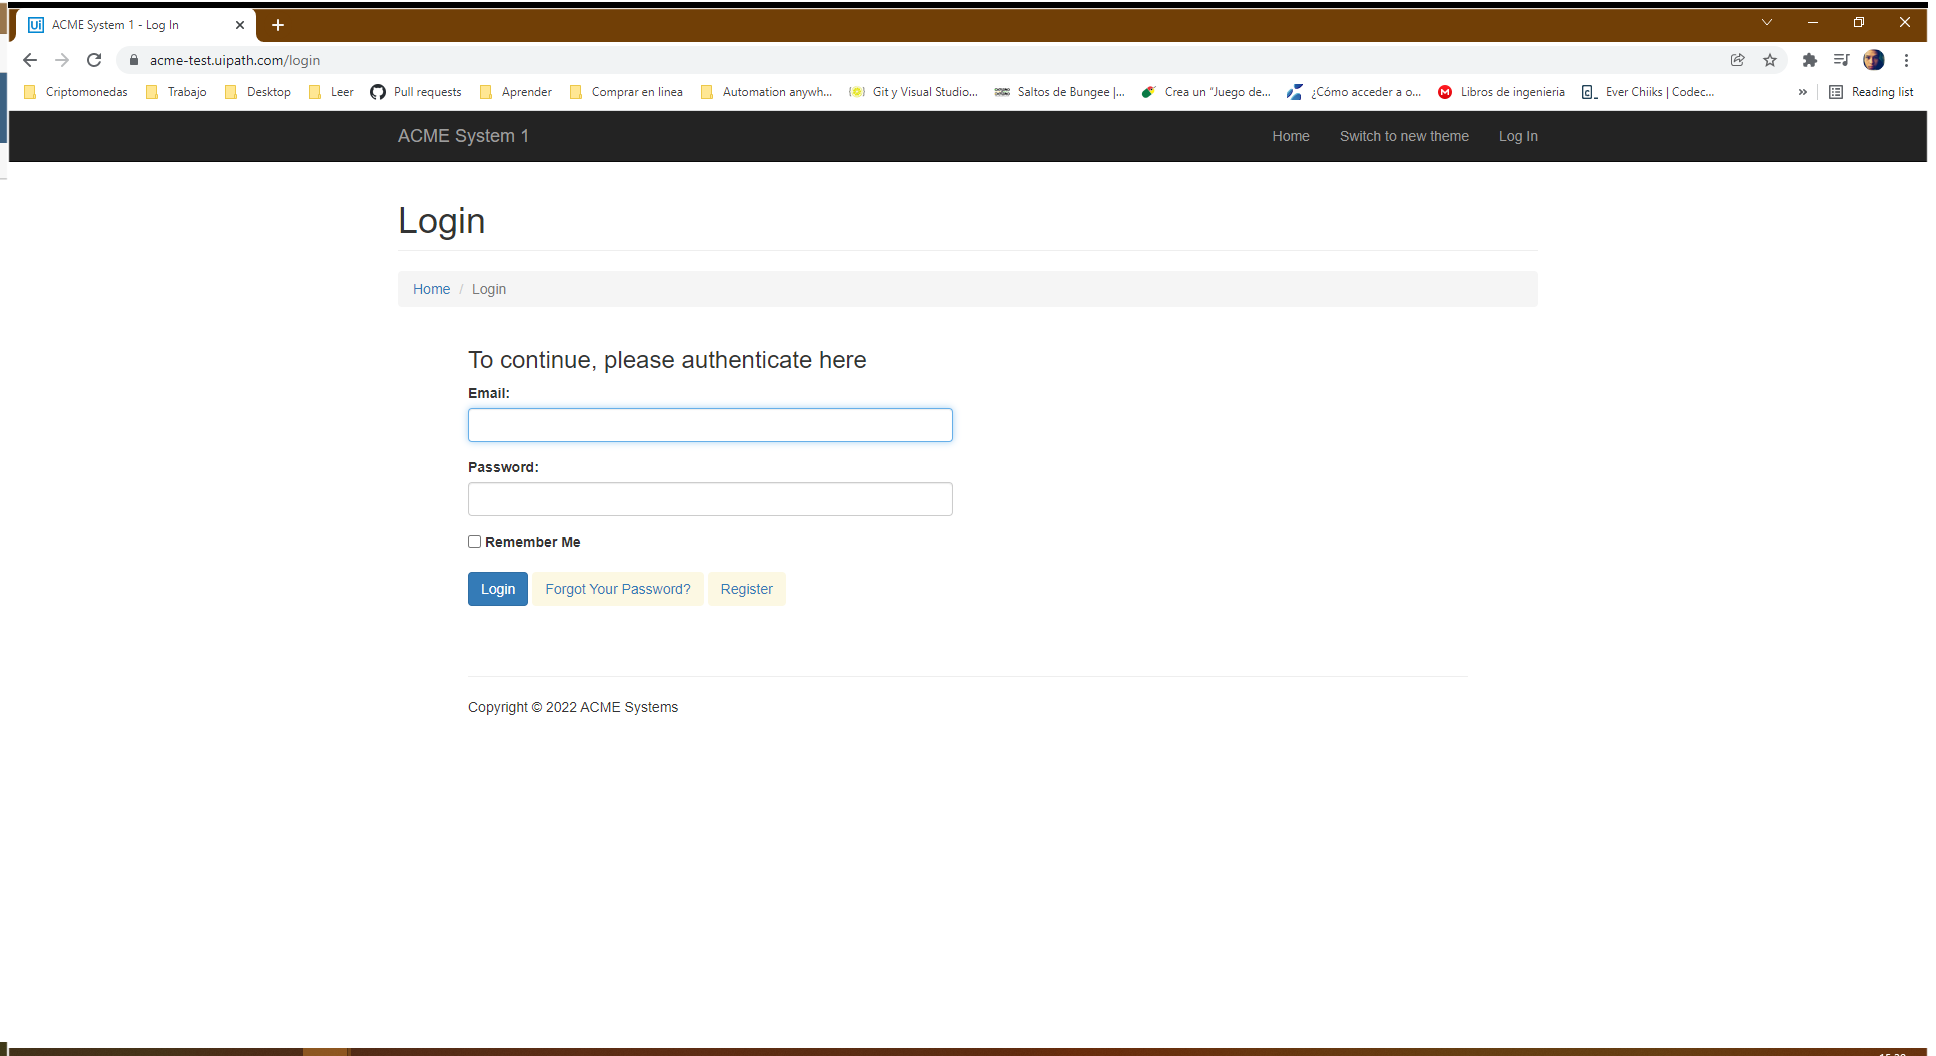 ACME System 1 - Log In
acme-test.uipath.com/login
Criptomonedas Trabajo Desktop Leer Pull requests Aprender Comprar en linea Automation anywh... Git y Visual Studio... Saltos de Bungee |... Crea un "Juego de... ¿Cómo acceder a o... Libros de ingenieria Ever Chiiks | Codec... » Reading list
ACME System 1 Home Switch to new theme Log In
Login
Home / Login
To continue, please authenticate here
Email:
Password:
Remember Me
Login Forgot Your Password? Register
Copyright © 2022 ACME Systems